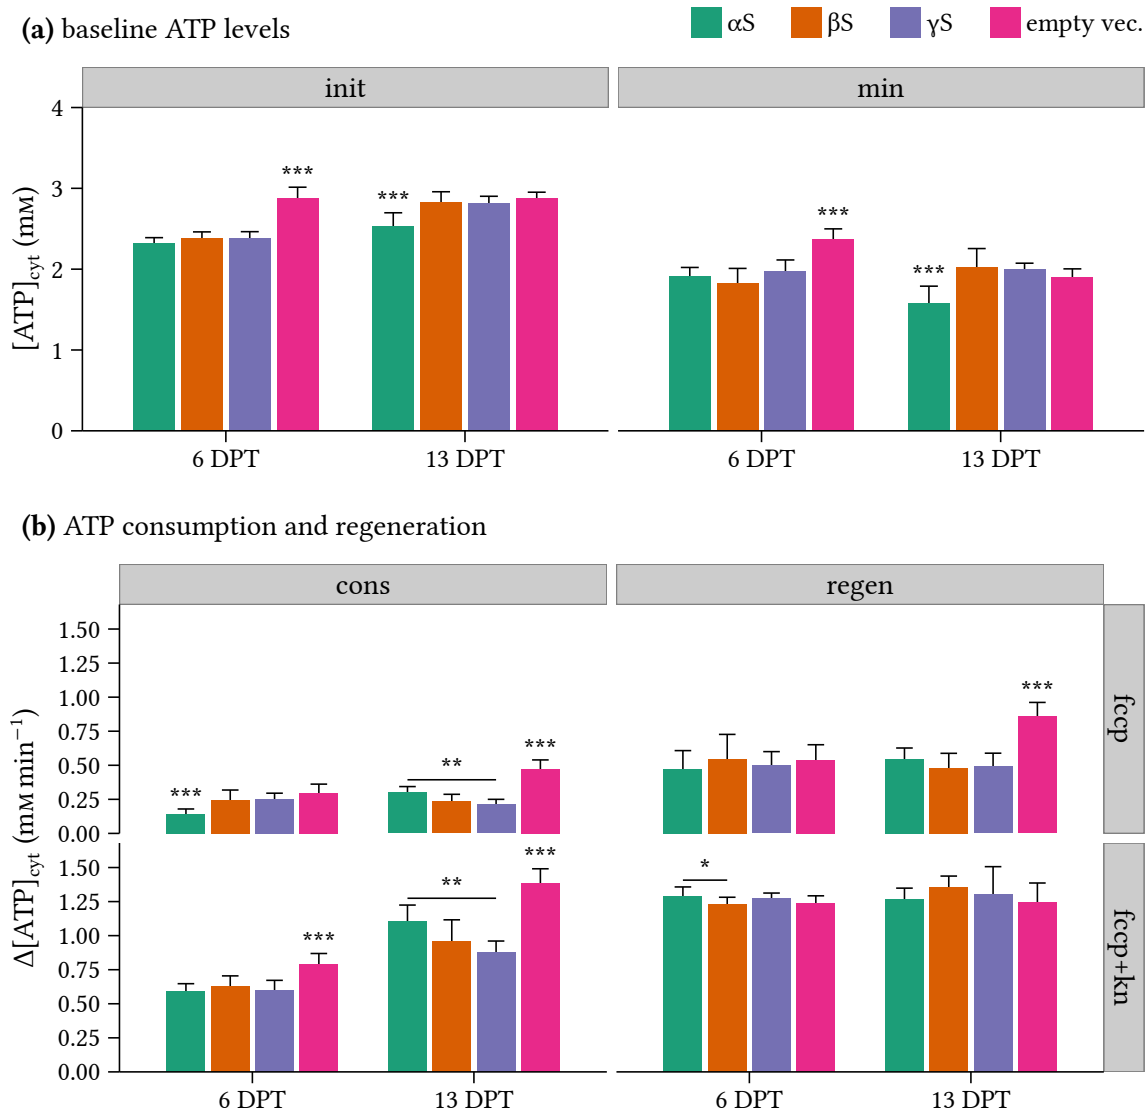 (a) baseline ATP levels
αS βS γS empty vec.
init min
[ATP]cyt (mM)
4
3
2
1
0
*** *** *** ***
6 DPT 13 DPT 6 DPT 13 DPT
(b) ATP consumption and regeneration
cons regen
Δ[ATP]cyt (mM min⁻¹)
fccp
1.50
1.25
1.00
0.75
0.50
0.25
0.00
*** ** *** ***
fccp+kn
1.50
1.25
1.00
0.75
0.50
0.25
0.00
*** ** *** *
6 DPT 13 DPT 6 DPT 13 DPT